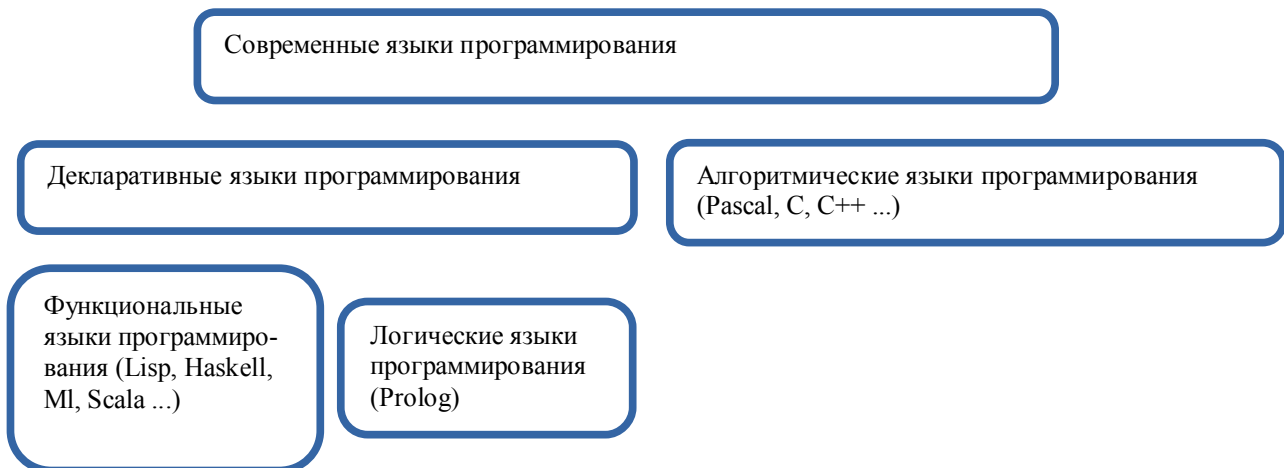 Современные языки программирования
Декларативные языки программирования
Алгоритмические языки программирования
(Pascal, C, C++ ...)
Функциональные
языки программиро-
вания (Lisp, Haskell,
Ml, Scala ...)
Логические языки
программирования
(Prolog)